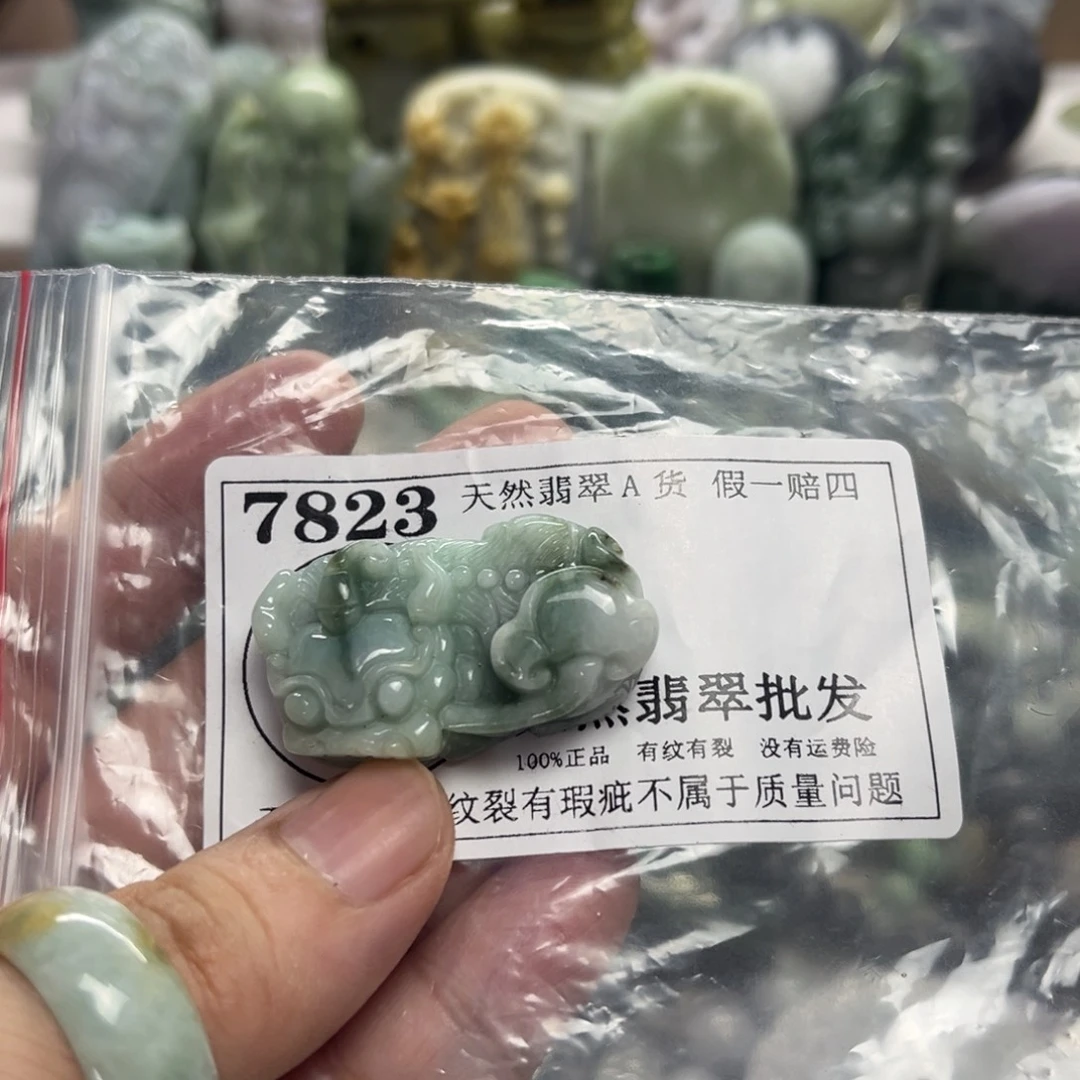 7823 天然翡翠A货 假一赔四
翡翠批发
100%正品 有纹有裂 没有运费险
纹裂有瑕疵不属于质量问题